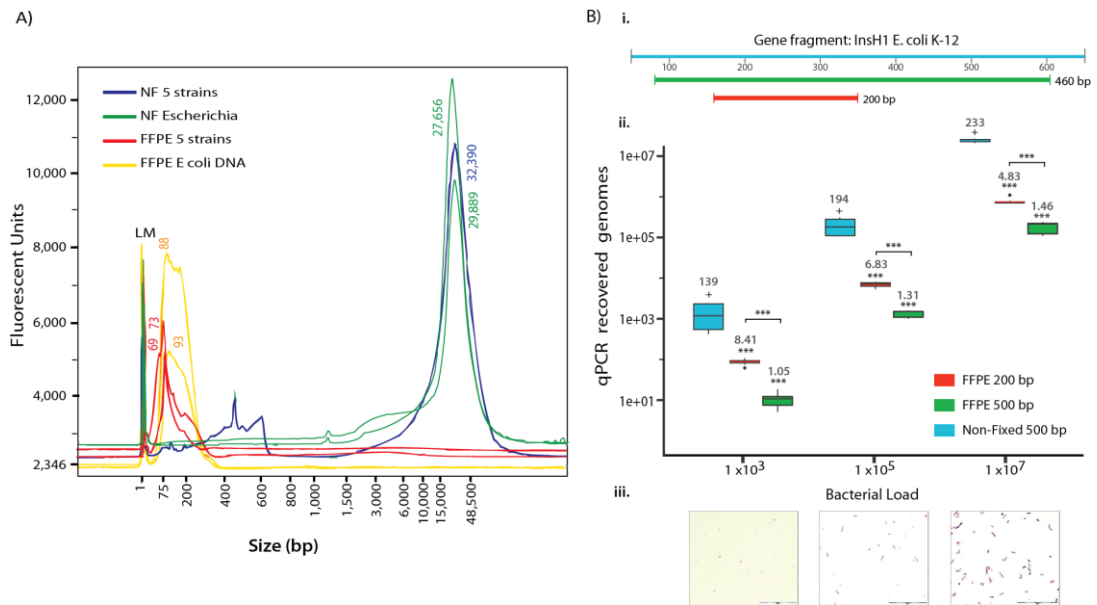 A)
12,000
10,000
8,000
6,000
4,000
2,346
Fluorescent Units
NF 5 strains
NF Escherichia
FFPE 5 strains
FFPE E coli DNA
LM
69
73
88
93
27,656
32,390
29,889
1
75
200
400
600
800
1,000
1,500
3,000
6,000
10,000
15,000
48,500
Size (bp)
B)
i.
Gene fragment: InsH1 E. coli K-12
100 200 300 400 500 600
460 bp
200 bp
ii.
qPCR recovered genomes
1e+07
1e+05
1e+03
1e+01
139
8.41
***
***
1.05
***
194
6.83
***
***
1.31
***
233
4.83
***
***
1.46
***
FFPE 200 bp
FFPE 500 bp
Non-Fixed 500 bp
1 x10³ 1 x10⁵ 1 x10⁷
Bacterial Load
iii.